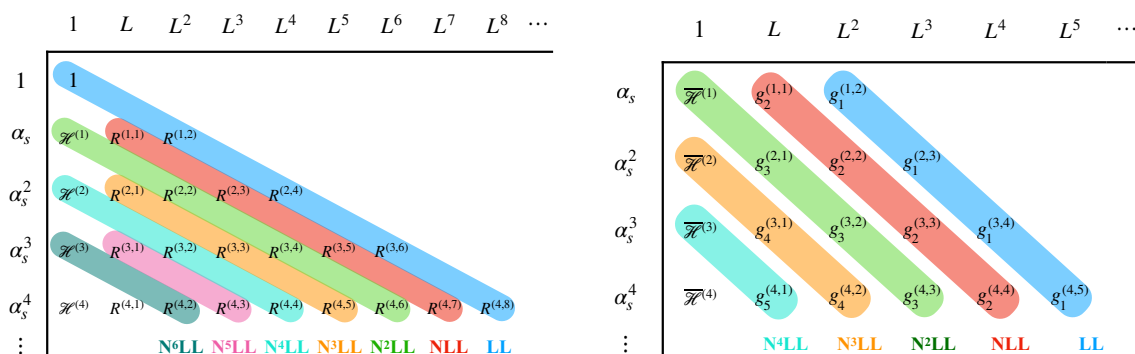 1 L L² L³ L⁴ L⁵ L⁶ L⁷ L⁸ ⋯
1 1
αₛ ℋ⁽¹⁾ R⁽¹,¹⁾ R⁽¹,²⁾
αₛ² ℋ⁽²⁾ R⁽²,¹⁾ R⁽²,²⁾ R⁽²,³⁾ R⁽²,⁴⁾
αₛ³ ℋ⁽³⁾ R⁽³,¹⁾ R⁽³,²⁾ R⁽³,³⁾ R⁽³,⁴⁾ R⁽³,⁵⁾ R⁽³,⁶⁾
αₛ⁴ ℋ⁽⁴⁾ R⁽⁴,¹⁾ R⁽⁴,²⁾ R⁽⁴,³⁾ R⁽⁴,⁴⁾ R⁽⁴,⁵⁾ R⁽⁴,⁶⁾ R⁽⁴,⁷⁾ R⁽⁴,⁸⁾
⋮ N⁶LL N⁵LL N⁴LL N³LL N²LL NLL LL
1 L L² L³ L⁴ L⁵ ⋯
αₛ ℋ̅⁽¹⁾ g₂⁽¹,¹⁾ g₁⁽¹,²⁾
αₛ² ℋ̅⁽²⁾ g₃⁽²,¹⁾ g₂⁽²,²⁾ g₁⁽²,³⁾
αₛ³ ℋ̅⁽³⁾ g₄⁽³,¹⁾ g₃⁽³,²⁾ g₂⁽³,³⁾ g₁⁽³,⁴⁾
αₛ⁴ ℋ̅⁽⁴⁾ g₅⁽⁴,¹⁾ g₄⁽⁴,²⁾ g₃⁽⁴,³⁾ g₂⁽⁴,⁴⁾ g₁⁽⁴,⁵⁾
⋮ N⁴LL N³LL N²LL NLL LL